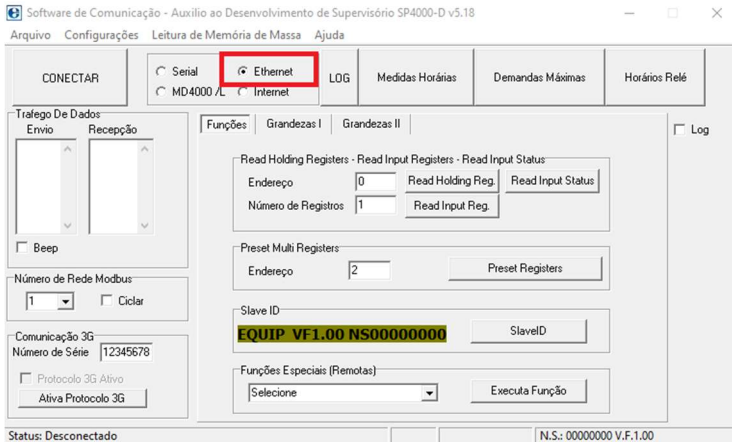 Software de Comunicação - Auxilio ao Desenvolvimento de Supervisório SP4000-D v5.18
Arquivo Configurações Leitura de Memória de Massa Ajuda
CONECTAR
Serial Ethernet
MD4000 /L Internet
LOG
Medidas Horárias
Demandas Máximas
Horários Relé
Trafego De Dados
Envio Recepção
Beep
Número de Rede Modbus
1 Ciclar
Comunicação 3G
Número de Série 12345678
Protocolo 3G Ativo
Ativa Protocolo 3G
Funções Grandezas I Grandezas II
Log
Read Holding Registers - Read Input Registers - Read Input Status
Endereço 0 Read Holding Reg. Read Input Status
Número de Registros 1 Read Input Reg.
Preset Multi Registers
Endereço 2 Preset Registers
Slave ID
EQUIP VF1.00 NS00000000 SlaveID
Funções Especiais (Remotas)
Selecione Executa Função
Status: Desconectado N.S.: 00000000 V.F.1.00